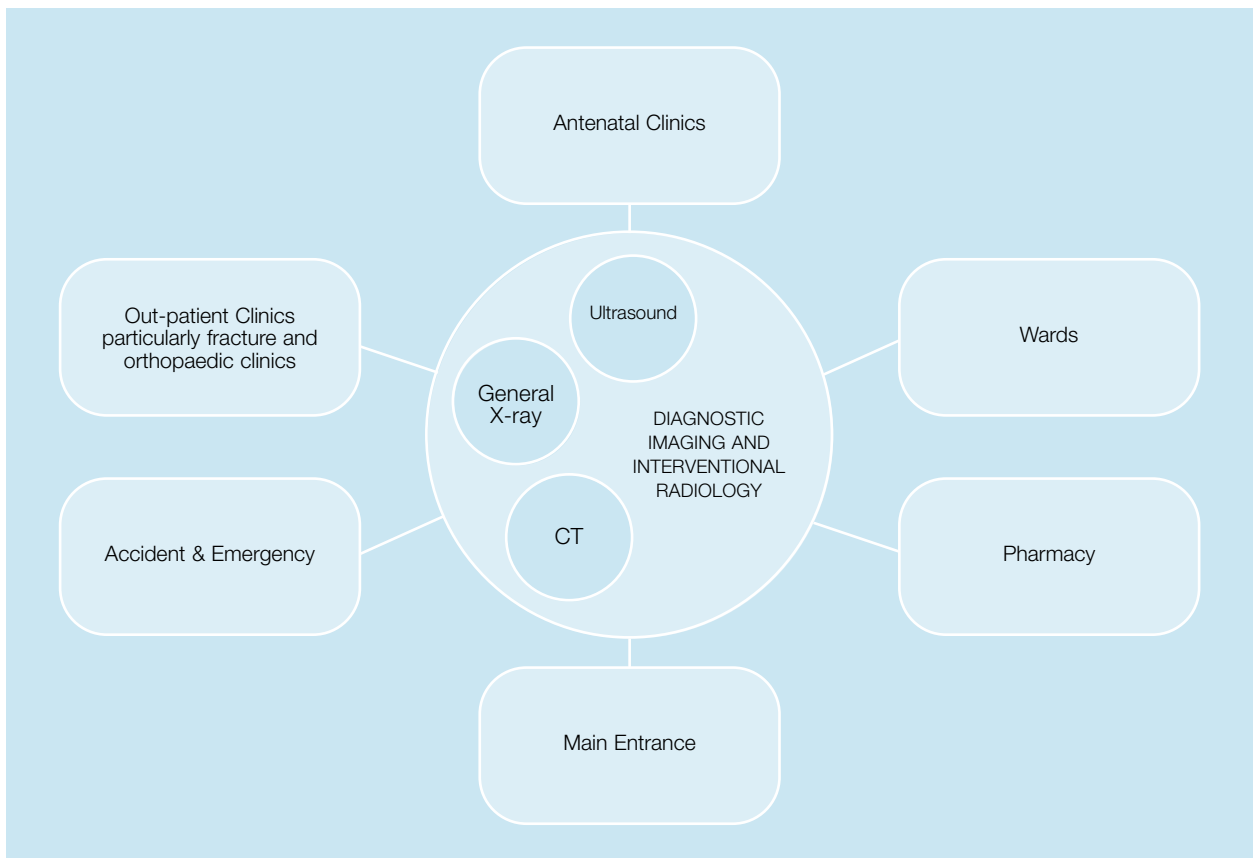 Antenatal Clinics
Out-patient Clinics
particularly fracture and
orthopaedic clinics
Ultrasound
Wards
General
X-ray
DIAGNOSTIC
IMAGING AND
INTERVENTIONAL
RADIOLOGY
Accident & Emergency
CT
Pharmacy
Main Entrance